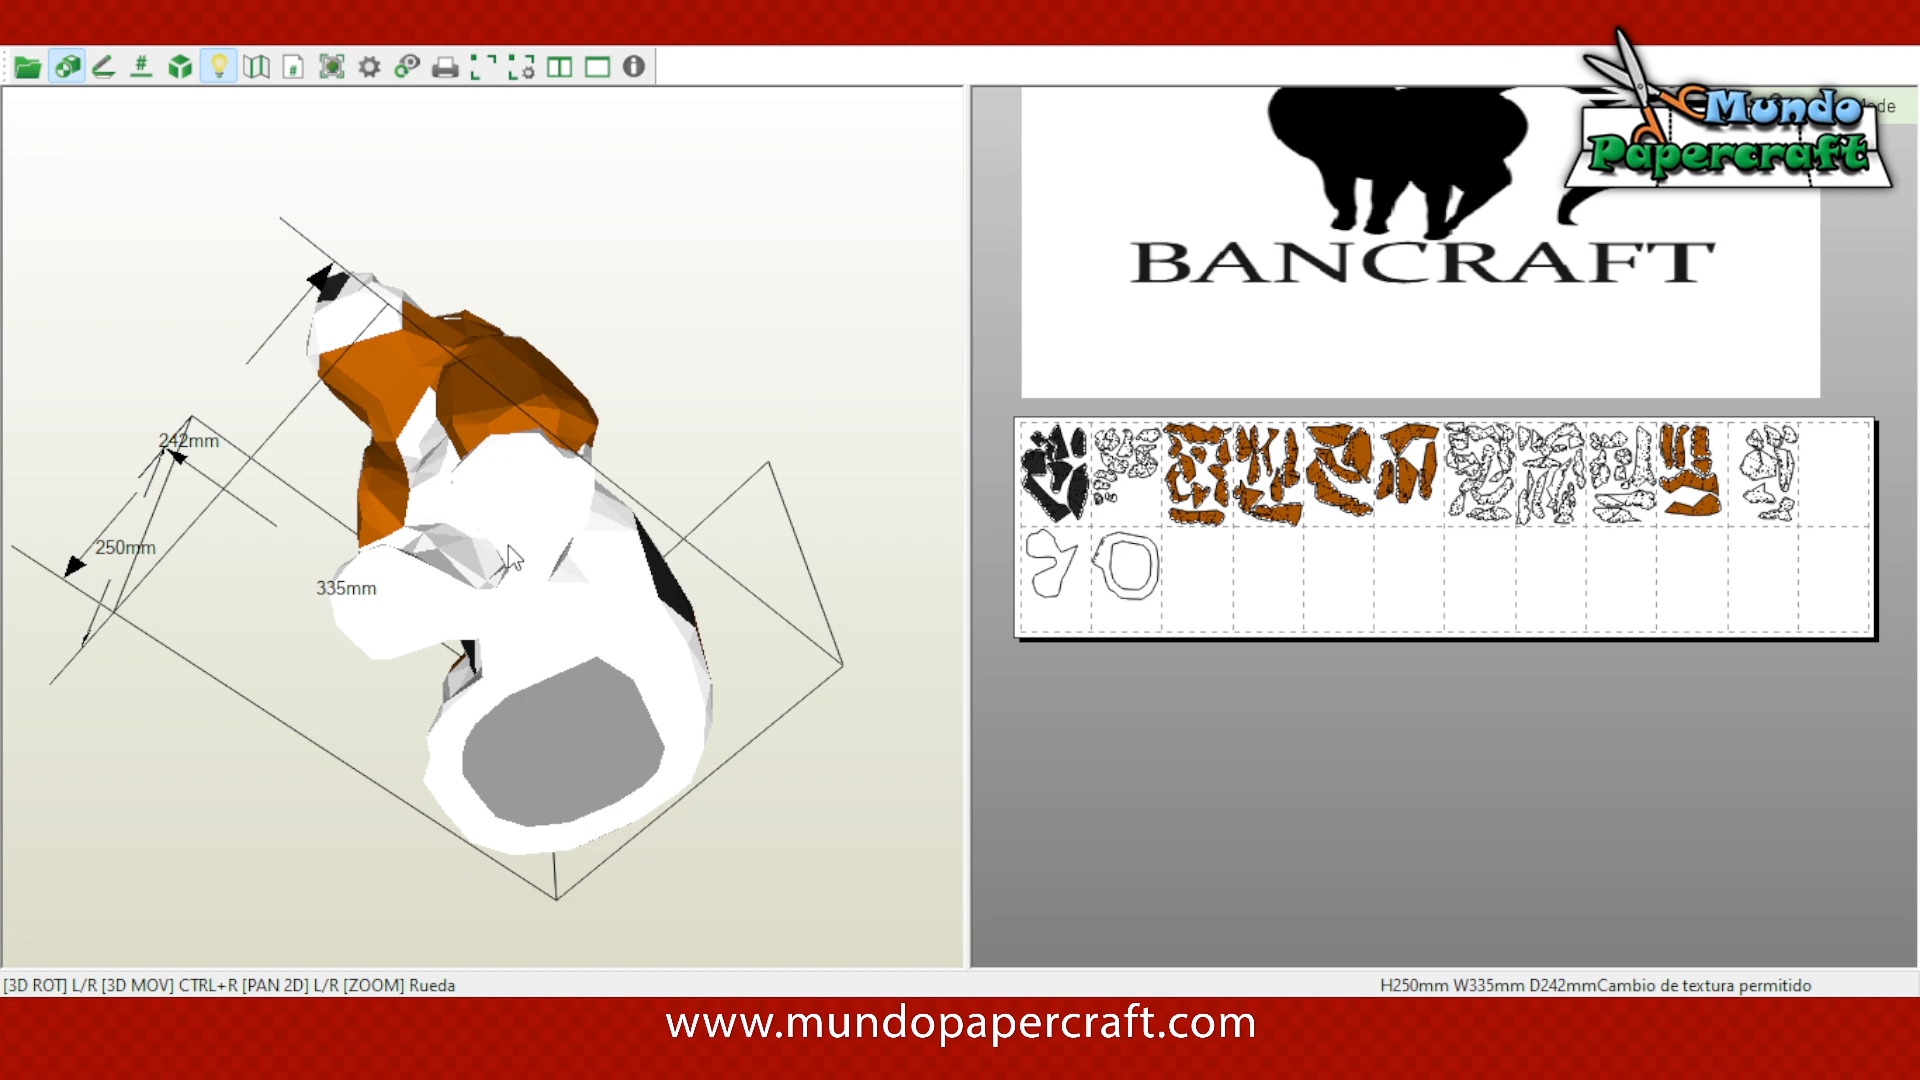 Mundo
Papercraft
BANCRAFT
242mm
250mm
335mm
[3D ROT] L/R [3D MOV] CTRL+R [PAN 2D] L/R [ZOOM] Rueda
H250mm W335mm D242mmCambio de textura permitido
www.mundopapercraft.com